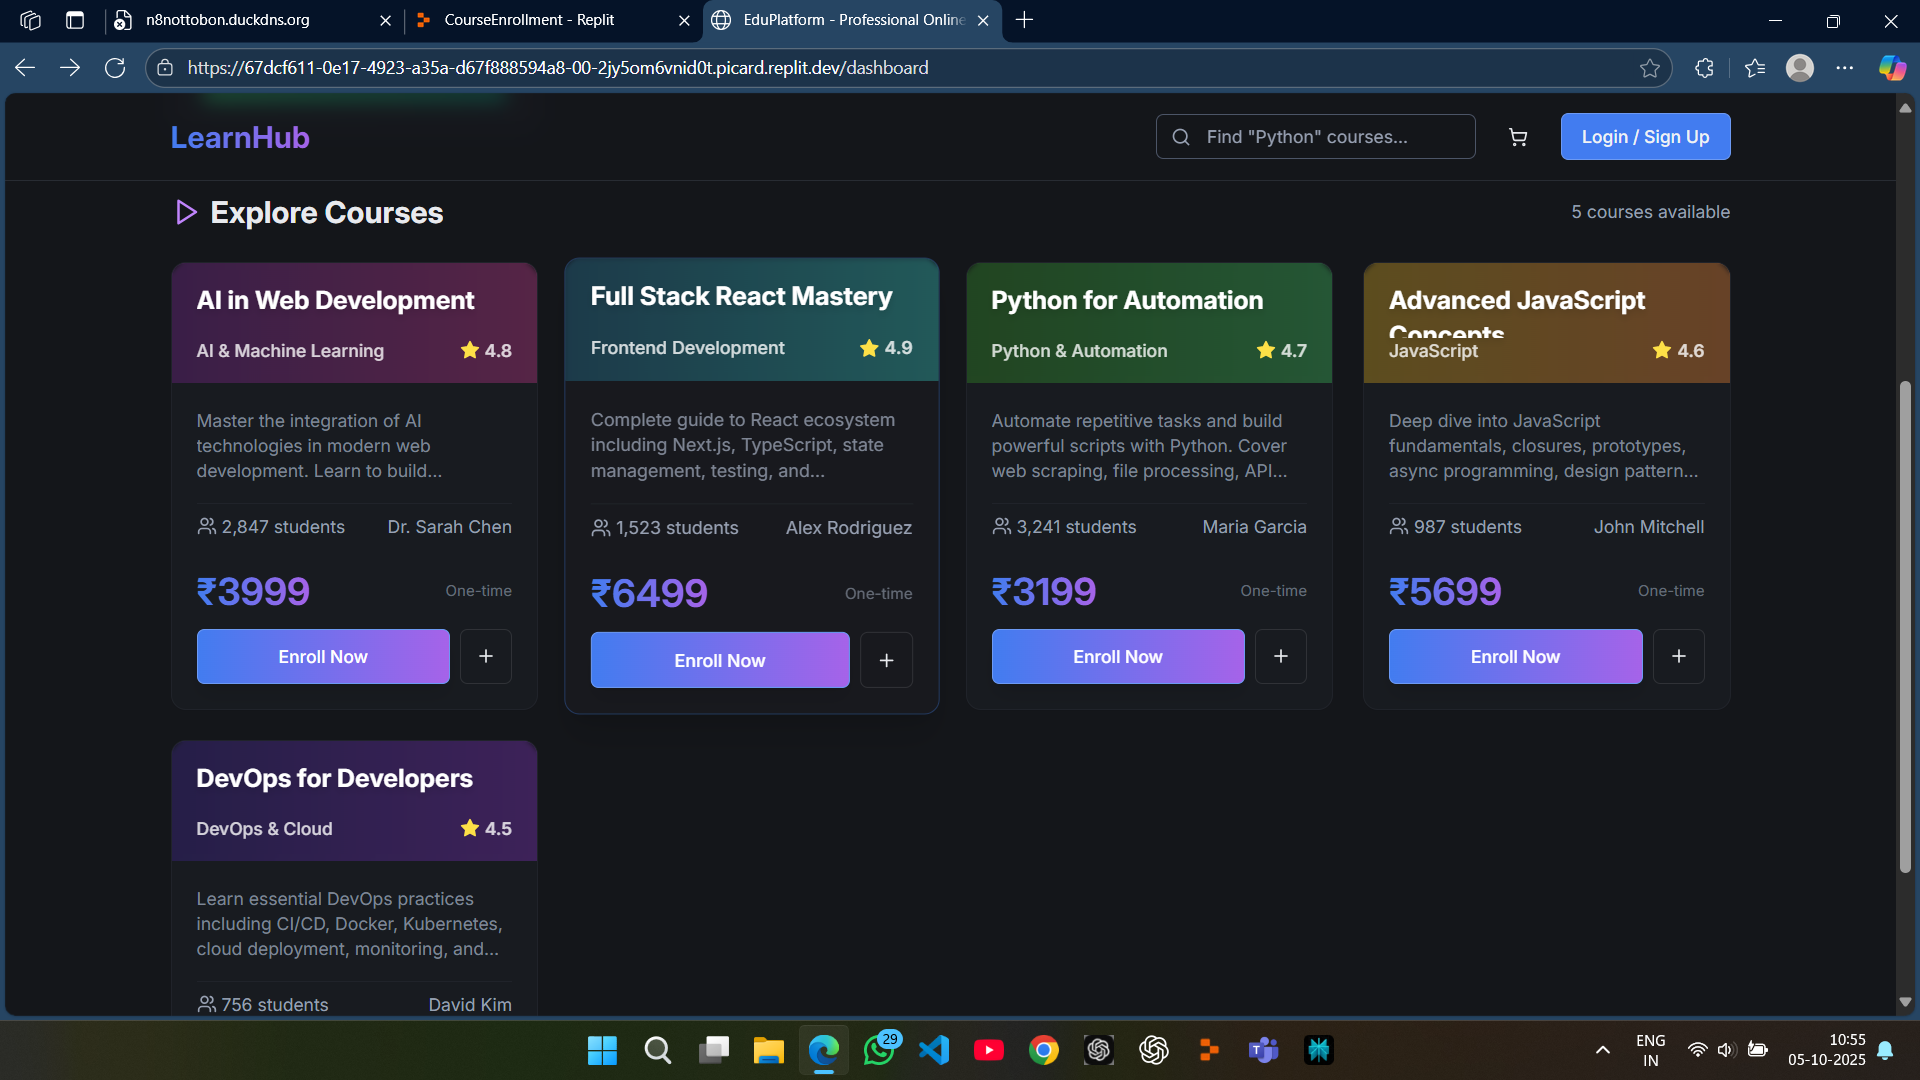 n8nottobon.duckdns.org
CourseEnrollment - Replit
EduPlatform - Professional Online
https://67dcf611-0e17-4923-a35a-d67f888594a8-00-2jy5om6vnid0t.picard.replit.dev/dashboard
LearnHub
Find "Python" courses...
Login / Sign Up
Explore Courses
5 courses available
AI in Web Development
AI & Machine Learning
4.8
Master the integration of AI
technologies in modern web
development. Learn to build...
2,847 students
Dr. Sarah Chen
₹3999
One-time
Enroll Now
+
Full Stack React Mastery
Frontend Development
4.9
Complete guide to React ecosystem
including Next.js, TypeScript, state
management, testing, and...
1,523 students
Alex Rodriguez
₹6499
One-time
Enroll Now
+
Python for Automation
Python & Automation
4.7
Automate repetitive tasks and build
powerful scripts with Python. Cover
web scraping, file processing, API...
3,241 students
Maria Garcia
₹3199
One-time
Enroll Now
+
Advanced JavaScript
Concepts
JavaScript
4.6
Deep dive into JavaScript
fundamentals, closures, prototypes,
async programming, design pattern...
987 students
John Mitchell
₹5699
One-time
Enroll Now
+
DevOps for Developers
DevOps & Cloud
4.5
Learn essential DevOps practices
including CI/CD, Docker, Kubernetes,
cloud deployment, monitoring, and...
756 students
David Kim
29
ENG
IN
10:55
05-10-2025